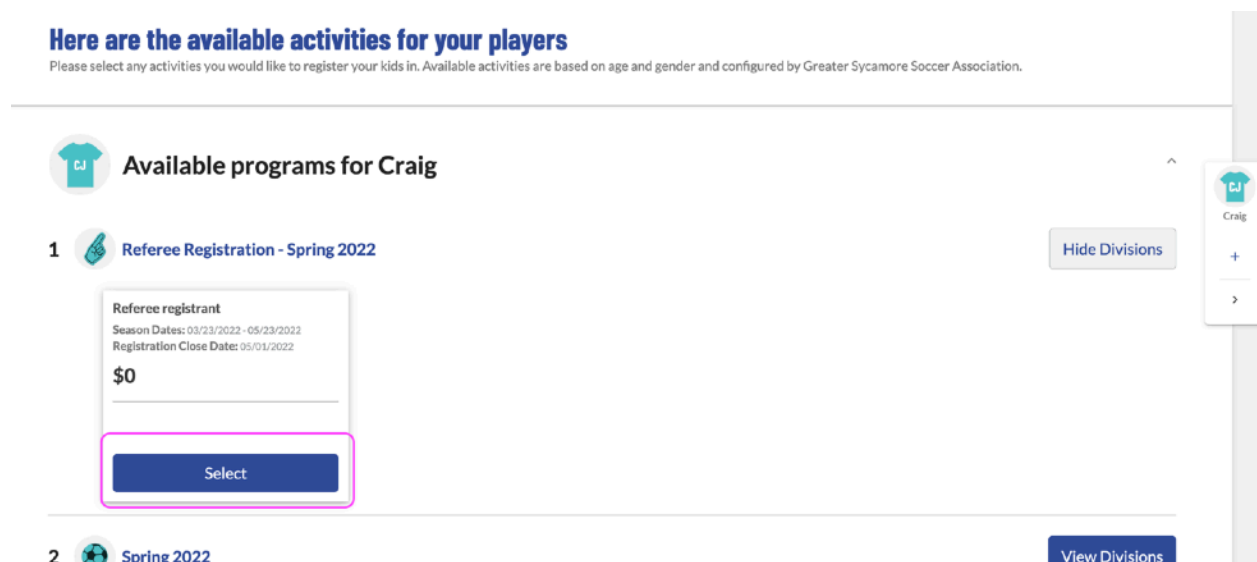 Here are the available activities for your players
Please select any activities you would like to register your kids in. Available activities are based on age and gender and configured by Greater Sycamore Soccer Association.
CJ
Available programs for Craig
CJ
Craig
1 Referee Registration - Spring 2022
Hide Divisions
+
>
Referee registrant
Season Dates: 03/23/2022 - 05/23/2022
Registration Close Date: 05/01/2022
$0
Select
2 Spring 2022
View Divisions